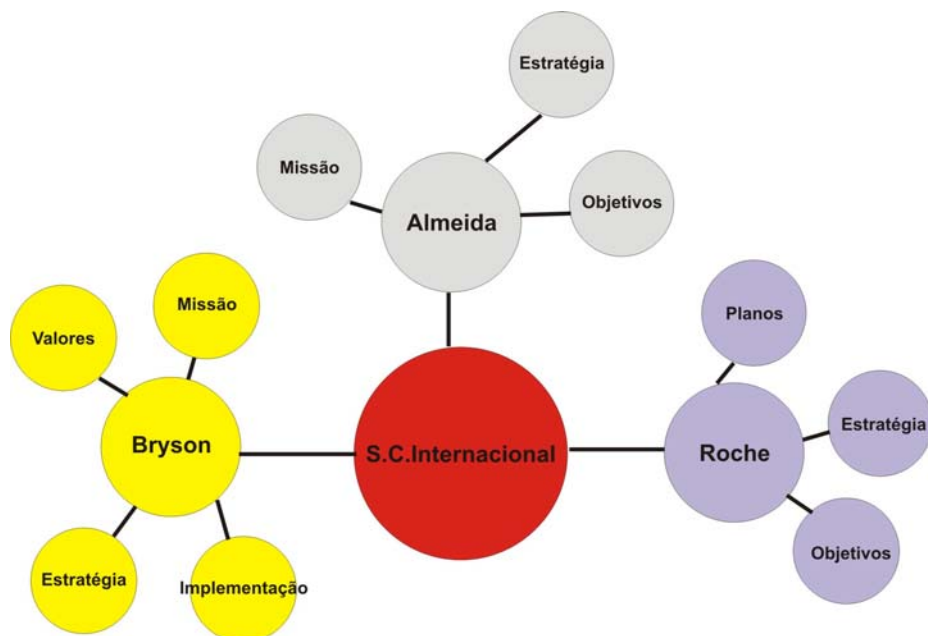 Estratégia
Missão
Objetivos
Almeida
Missão
Valores
Bryson
Estratégia
Implementação
S.C.Internacional
Planos
Estratégia
Roche
Objetivos